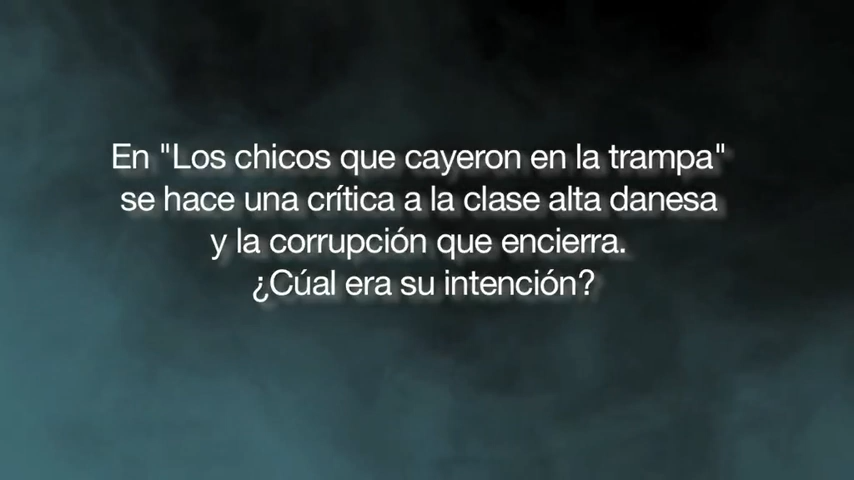 En "Los chicos que cayeron en la trampa"
se hace una crítica a la clase alta danesa
y la corrupción que encierra.
¿Cúal era su intención?